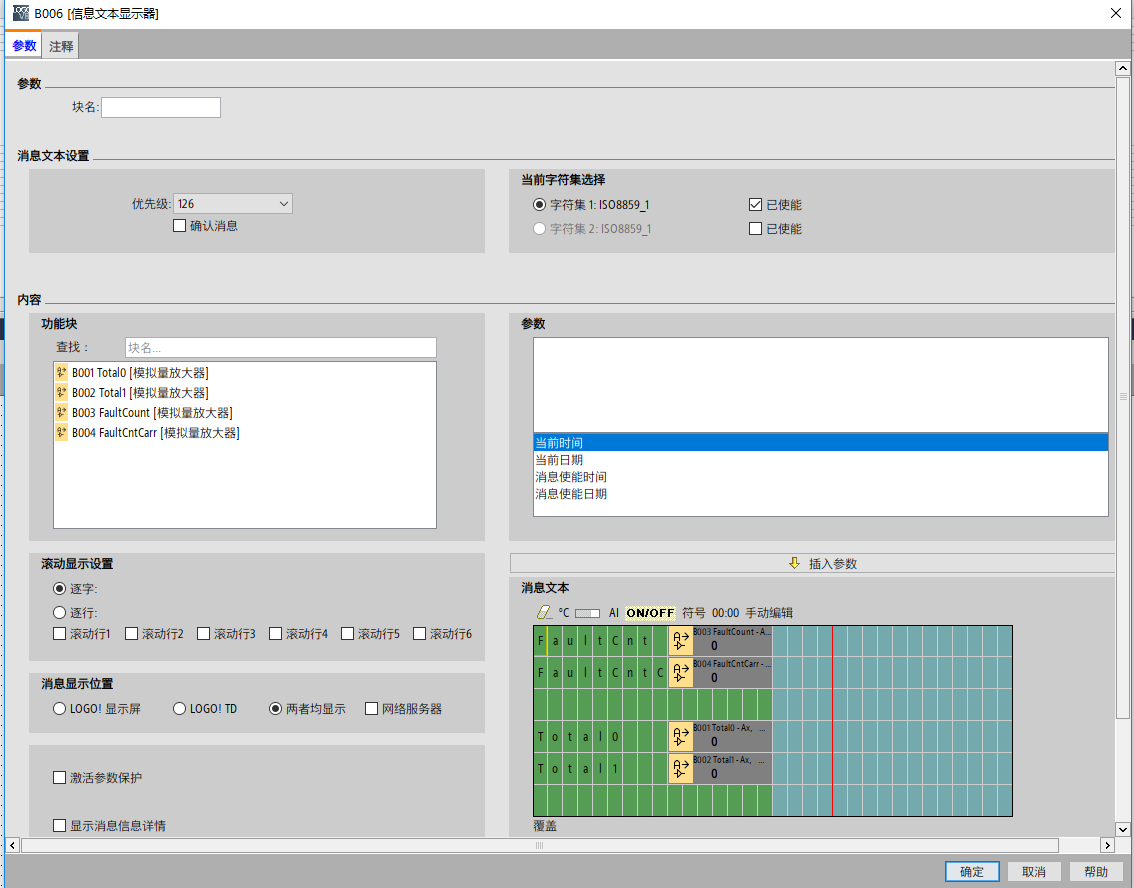 B006 [信息文本显示器]
参数 注释
参数
块名:
消息文本设置
优先级: 126
确认消息
当前字符集选择
字符集 1: ISO8859_1 已使能
字符集 2: ISO8859_1 已使能
内容
功能块
查找：
块名...
B001 Total0 [模拟量放大器]
B002 Total1 [模拟量放大器]
B003 FaultCount [模拟量放大器]
B004 FaultCntCarr [模拟量放大器]
参数
当前时间
当前日期
消息使能时间
消息使能日期
滚动显示设置
逐字:
逐行:
滚动行1 滚动行2 滚动行3 滚动行4 滚动行5 滚动行6
消息显示位置
LOGO! 显示屏 LOGO! TD 两者均显示 网络服务器
激活参数保护
显示消息信息详情
插入参数
消息文本
°C AI ON/OFF 符号 00:00 手动编辑
FaultCnt B003 FaultCount - A...
0
FaultCntC B004 FaultCntCarr - ...
0
Total0 B001 Total0 - Ax, ...
0
Total1 B002 Total1 - Ax, ...
0
覆盖
确定 取消 帮助